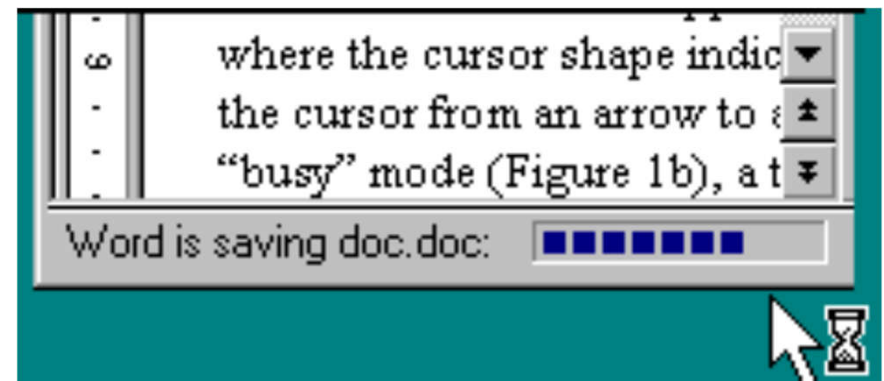 where the cursor shape indic
the cursor from an arrow to a
“busy” mode (Figure 1b), a t
6
Word is saving doc.doc: